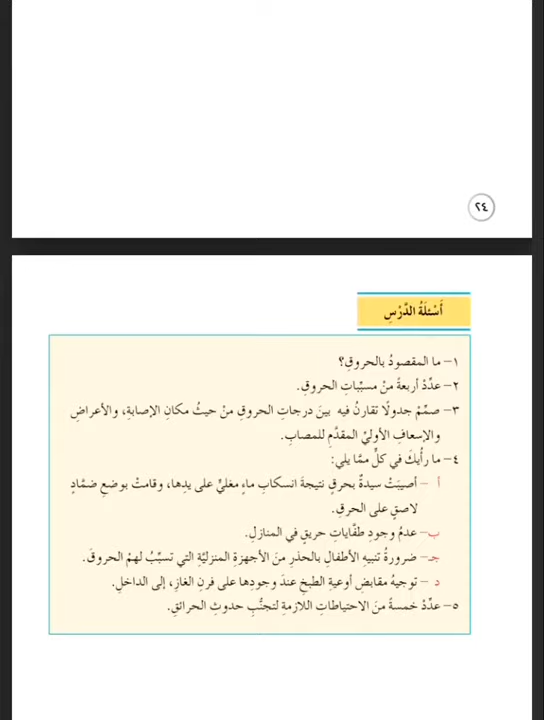 ٢٤
أَسْئلَةُ الدَّرْسِ
١- ما المقصودُ بالحروقِ؟
٢- عدِّدْ أربعةً منْ مسبِّباتِ الحروقِ.
٣- صمِّمْ جدولًا تقارنُ فيه بينَ درجاتِ الحروقِ منْ حيثُ مكانِ الإصابةِ، والأعراضِ
والإسعافِ الأوليِّ المقدَّمِ للمصابِ.
٤- ما رأيكَ في كلٍّ ممَّا يلي:
أ - أصيبَتْ سيدةٌ بحرقٍ نتيجةَ انسكابِ ماءٍ مغليٍّ على يدِها، وقامتْ بوضعِ ضمَّادٍ
لاصقٍ على الحرقِ.
ب- عدمُ وجودِ طفَّاياتِ حريقٍ في المنازلِ.
جـ- ضرورةُ تنبيهِ الأطفالِ بالحذرِ منَ الأجهزةِ المنزليَّةِ التي تسبِّبُ لهمْ الحروقَ.
د - توجيهُ مقابضِ أوعيةِ الطبخِ عندَ وجودِها على فرنِ الغازِ، إلى الداخلِ.
٥- عدِّدْ خمسةً منَ الاحتياطاتِ اللازمةِ لتجنُّبِ حدوثِ الحرائقِ.